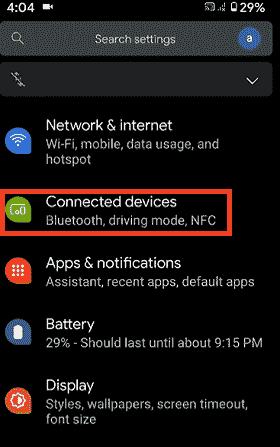 4:04 29%
Search settings
a
Network & internet
Wi-Fi, mobile, data usage, and
hotspot
Connected devices
Bluetooth, driving mode, NFC
Apps & notifications
Assistant, recent apps, default apps
Battery
29% - Should last until about 9:15 PM
Display
Styles, wallpapers, screen timeout,
font size